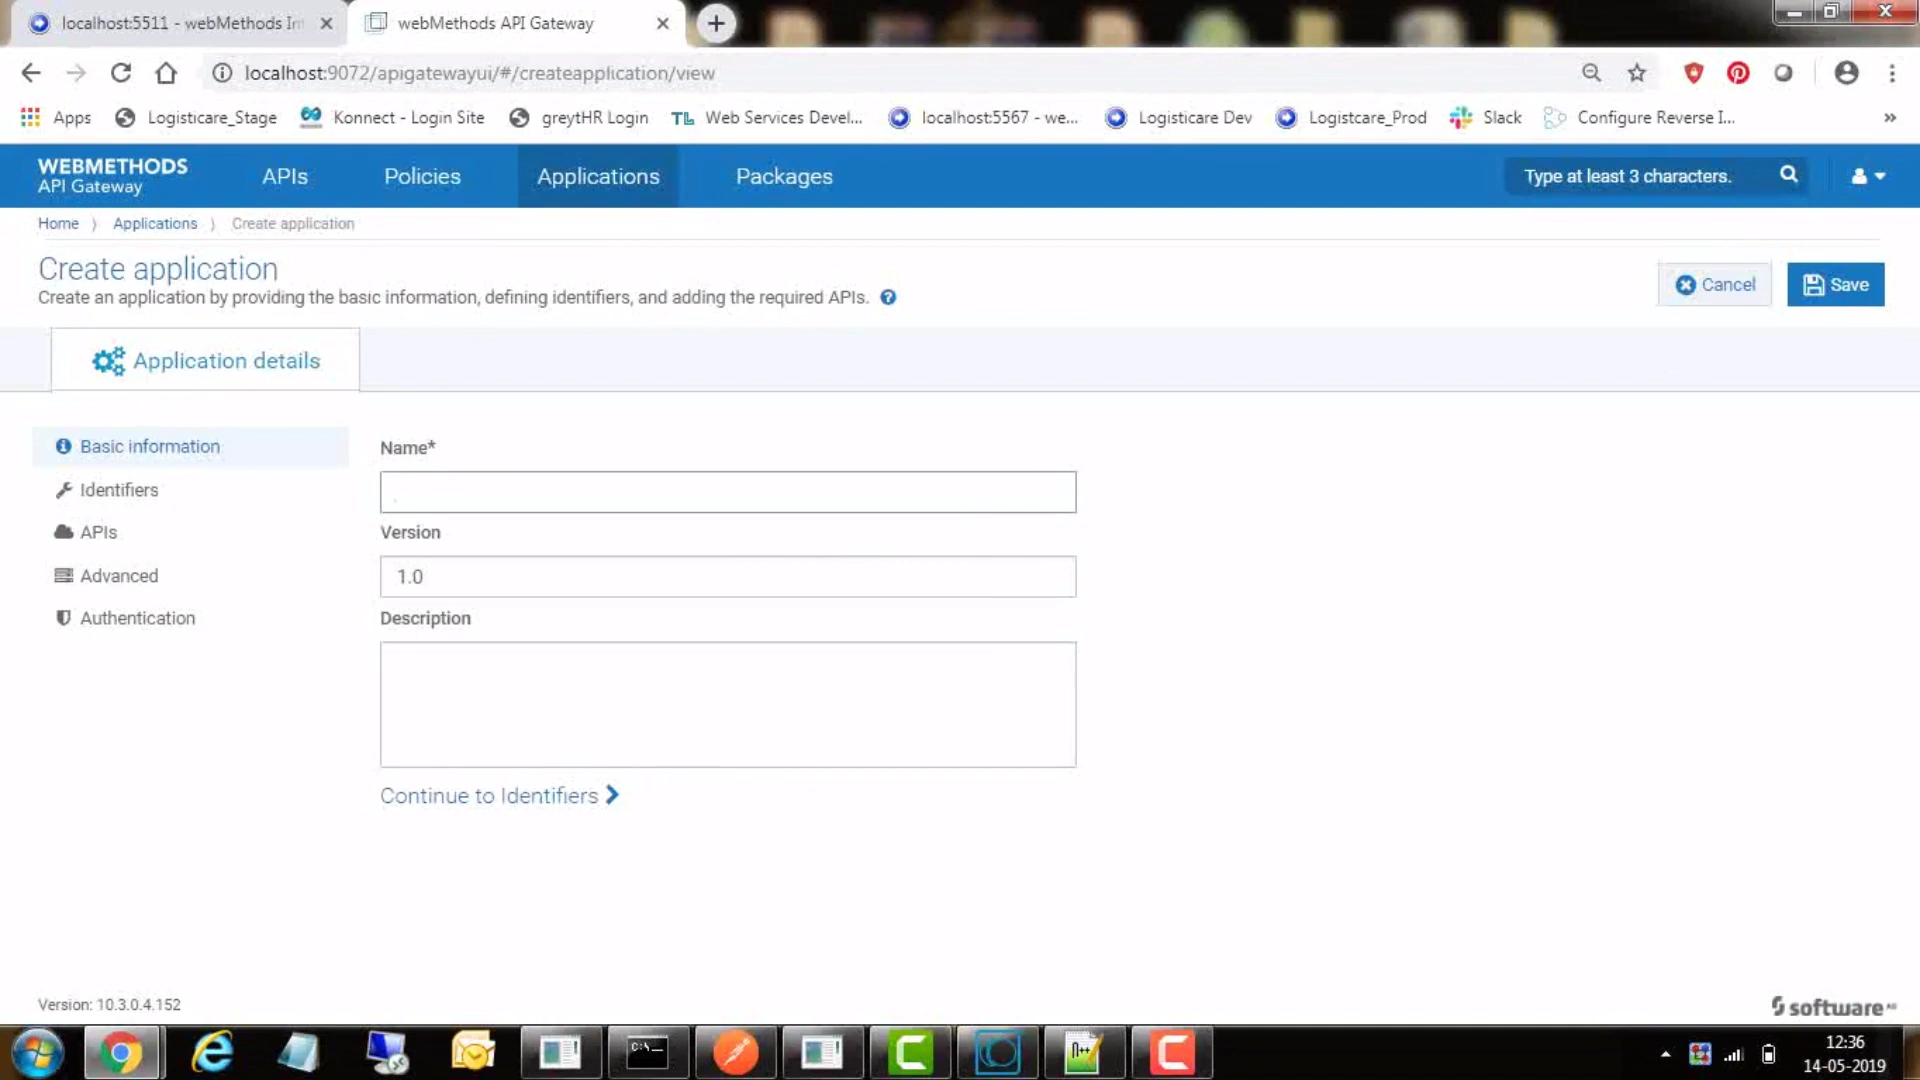 localhost:5511 - webMethods Int
webMethods API Gateway
localhost:9072/apigatewayui/#/createapplication/view
Apps
Logisticare_Stage
Konnect - Login Site
greytHR Login
TL Web Services Devel...
localhost:5567 - we...
Logisticare Dev
Logistcare_Prod
Slack
Configure Reverse I...
WEBMETHODS
API Gateway
APIs
Policies
Applications
Packages
Type at least 3 characters.
Home
Applications
Create application
Create application
Create an application by providing the basic information, defining identifiers, and adding the required APIs.
Cancel
Save
Application details
Basic information
Identifiers
APIs
Advanced
Authentication
Name*
Version
1.0
Description
Continue to Identifiers
Version: 10.3.0.4.152
software AG
12:36
14-05-2019